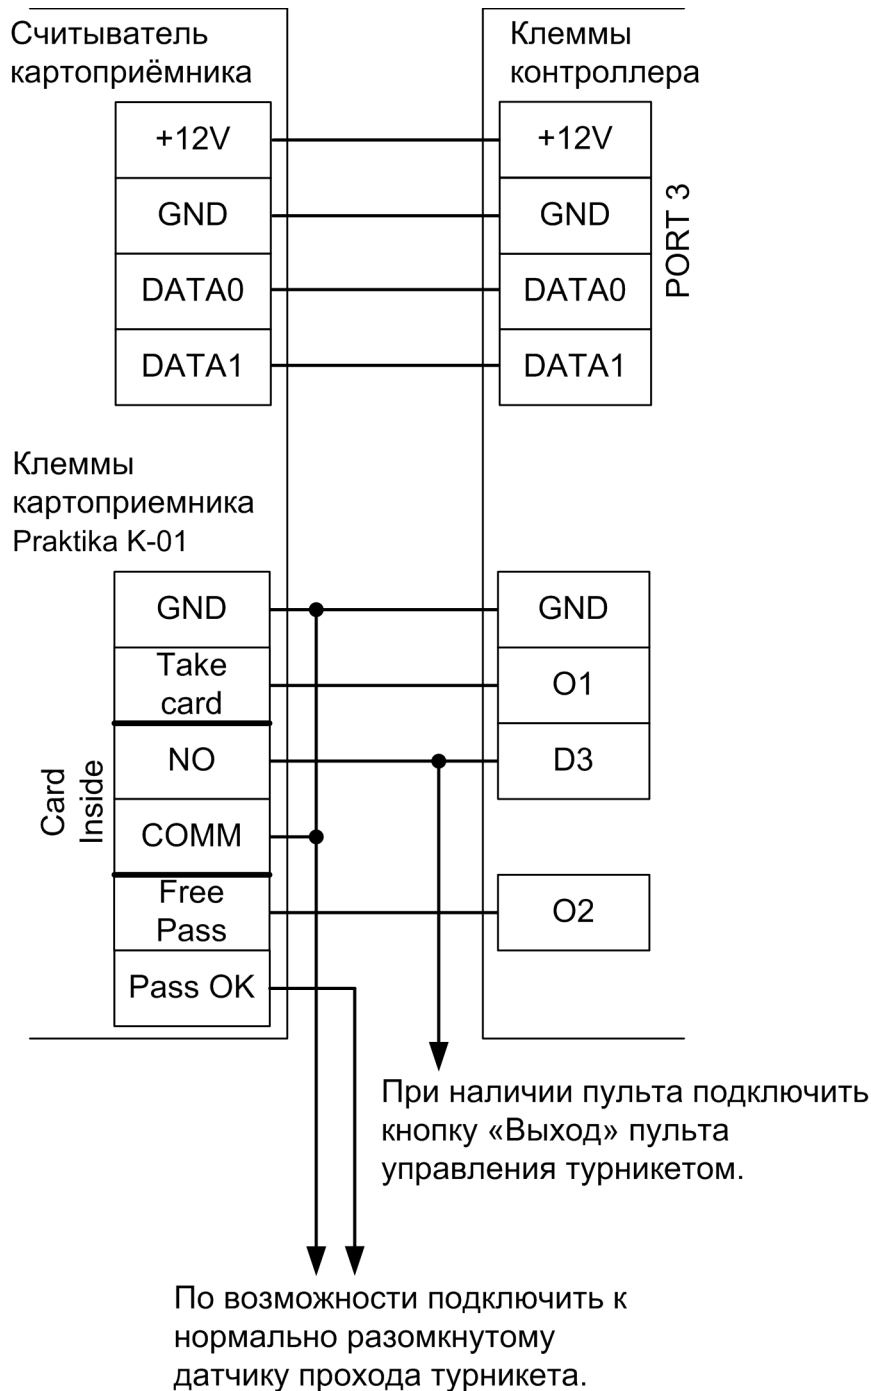 Считыватель
картоприёмника
Клеммы
контроллера
+12V
+12V
GND
GND
DATA0
DATA0
DATA1
DATA1
PORT 3
Клеммы
картоприемника
Praktika K-01
GND
GND
Take
card
O1
NO
D3
COMM
Card
Inside
Free
Pass
O2
Pass OK
При наличии пульта подключить
кнопку «Выход» пульта
управления турникетом.
По возможности подключить к
нормально разомкнутому
датчику прохода турникета.